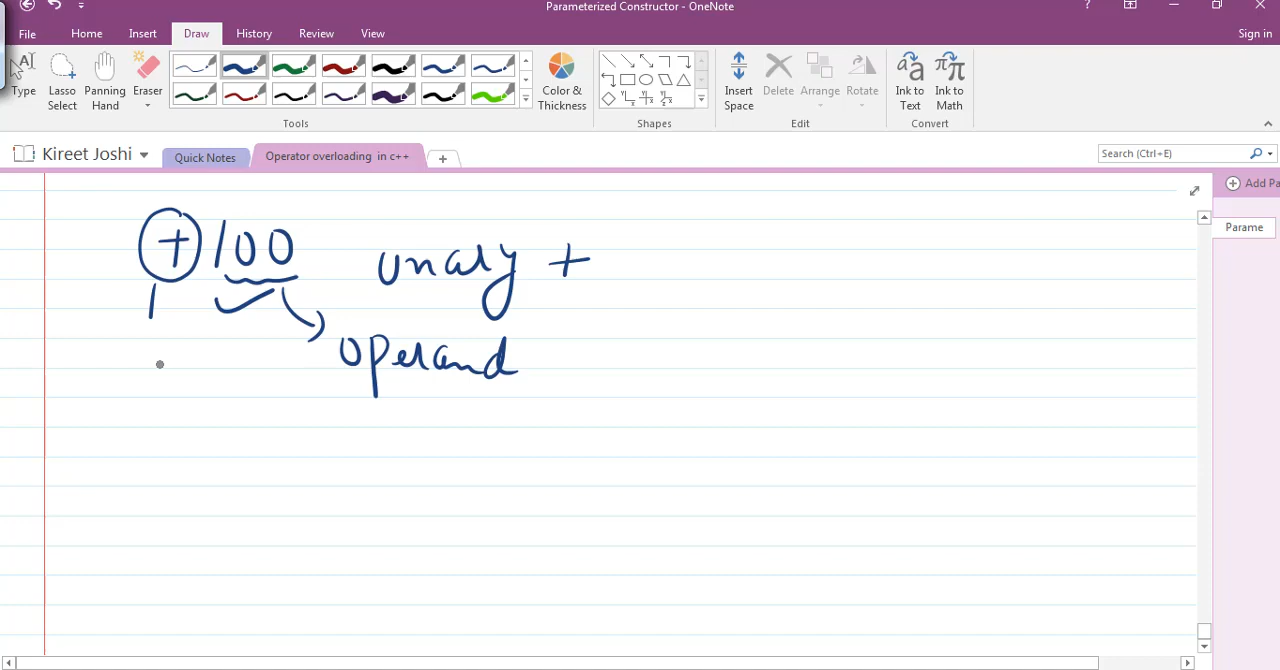 Parameterized Constructor - OneNote
? 
File Home Insert Draw History Review View Sign in
Type Lasso Select Panning Hand Eraser Color & Thickness Insert Space Delete Arrange Rotate Ink to Text Ink to Math
Tools Shapes Edit Convert
Kireet Joshi Quick Notes Operator overloading in c++ + Search (Ctrl+E)
Add Pa
Parame
+100 unary +
operand